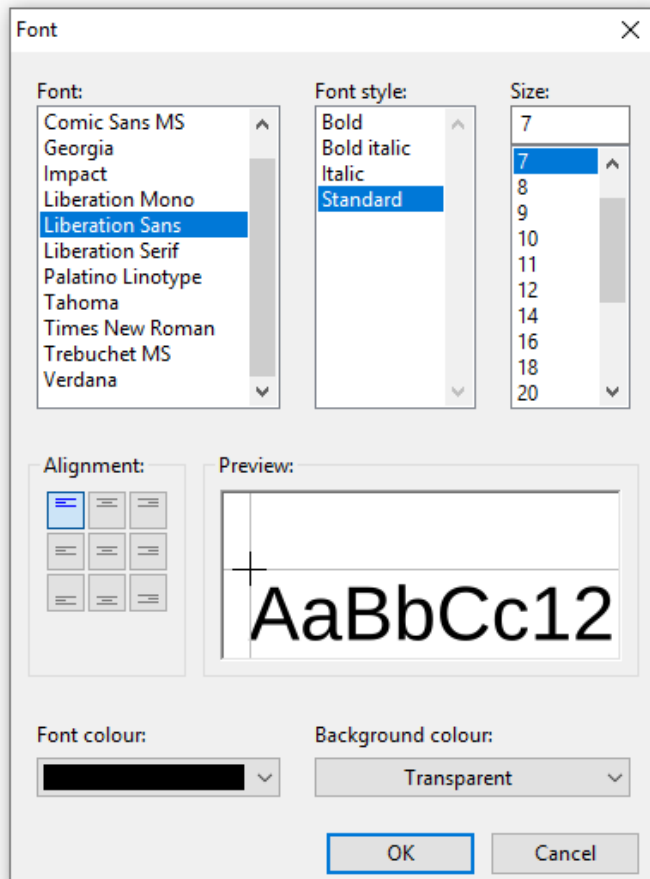 Font
Font:
Comic Sans MS
Georgia
Impact
Liberation Mono
Liberation Sans
Liberation Serif
Palatino Linotype
Tahoma
Times New Roman
Trebuchet MS
Verdana
Font style:
Bold
Bold italic
Italic
Standard
Size:
7
7
8
9
10
11
12
14
16
18
20
Alignment:
Preview:
AaBbCc12
Font colour:
Background colour:
Transparent
OK
Cancel